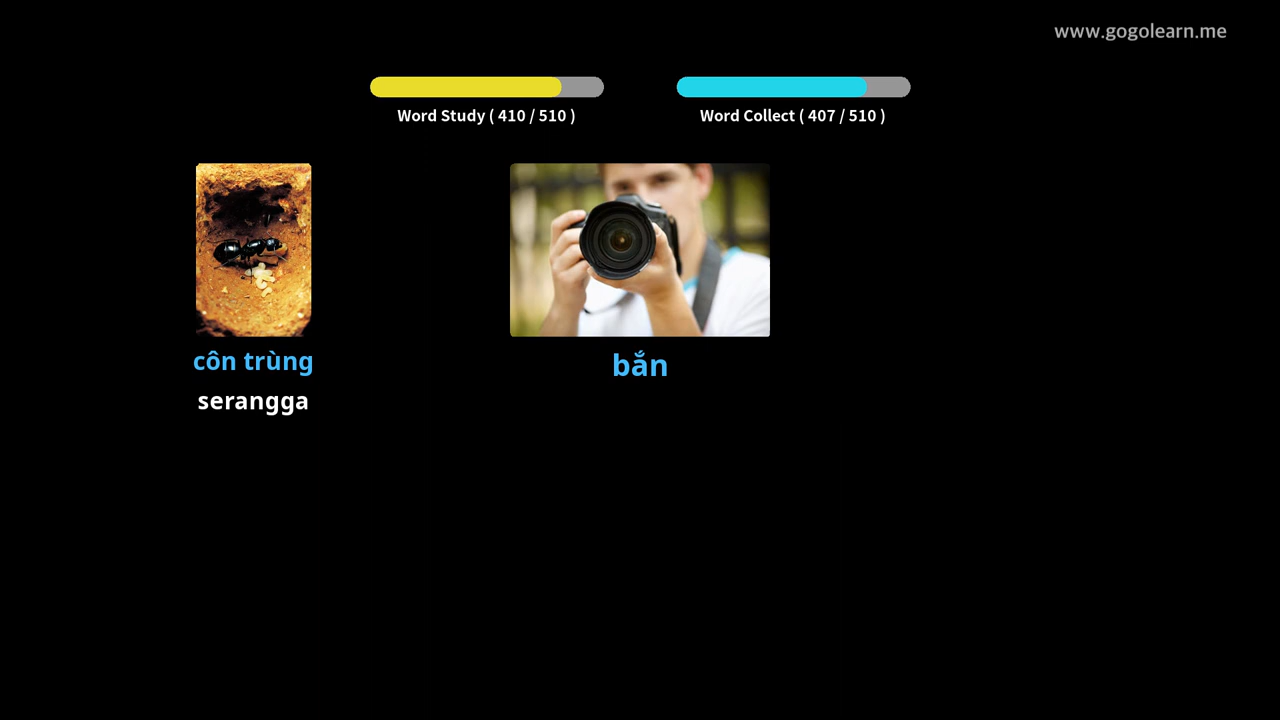 www.gogolearn.me
Word Study ( 410 / 510 )
Word Collect ( 407 / 510 )
côn trùng
serangga
bắn